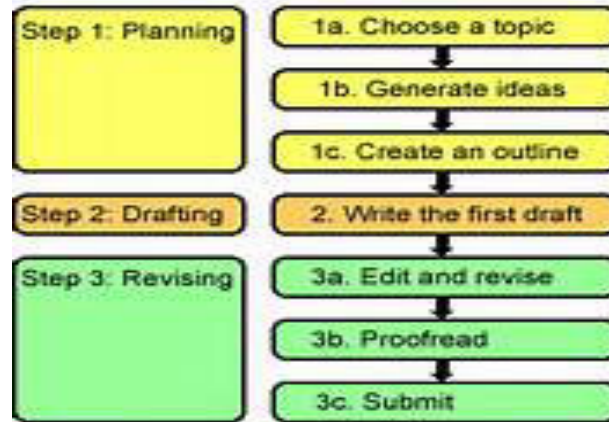 Step 1: Planning
1a. Choose a topic
1b. Generate ideas
1c. Create an outline
Step 2: Drafting
2. Write the first draft
Step 3: Revising
3a. Edit and revise
3b. Proofread
3c. Submit